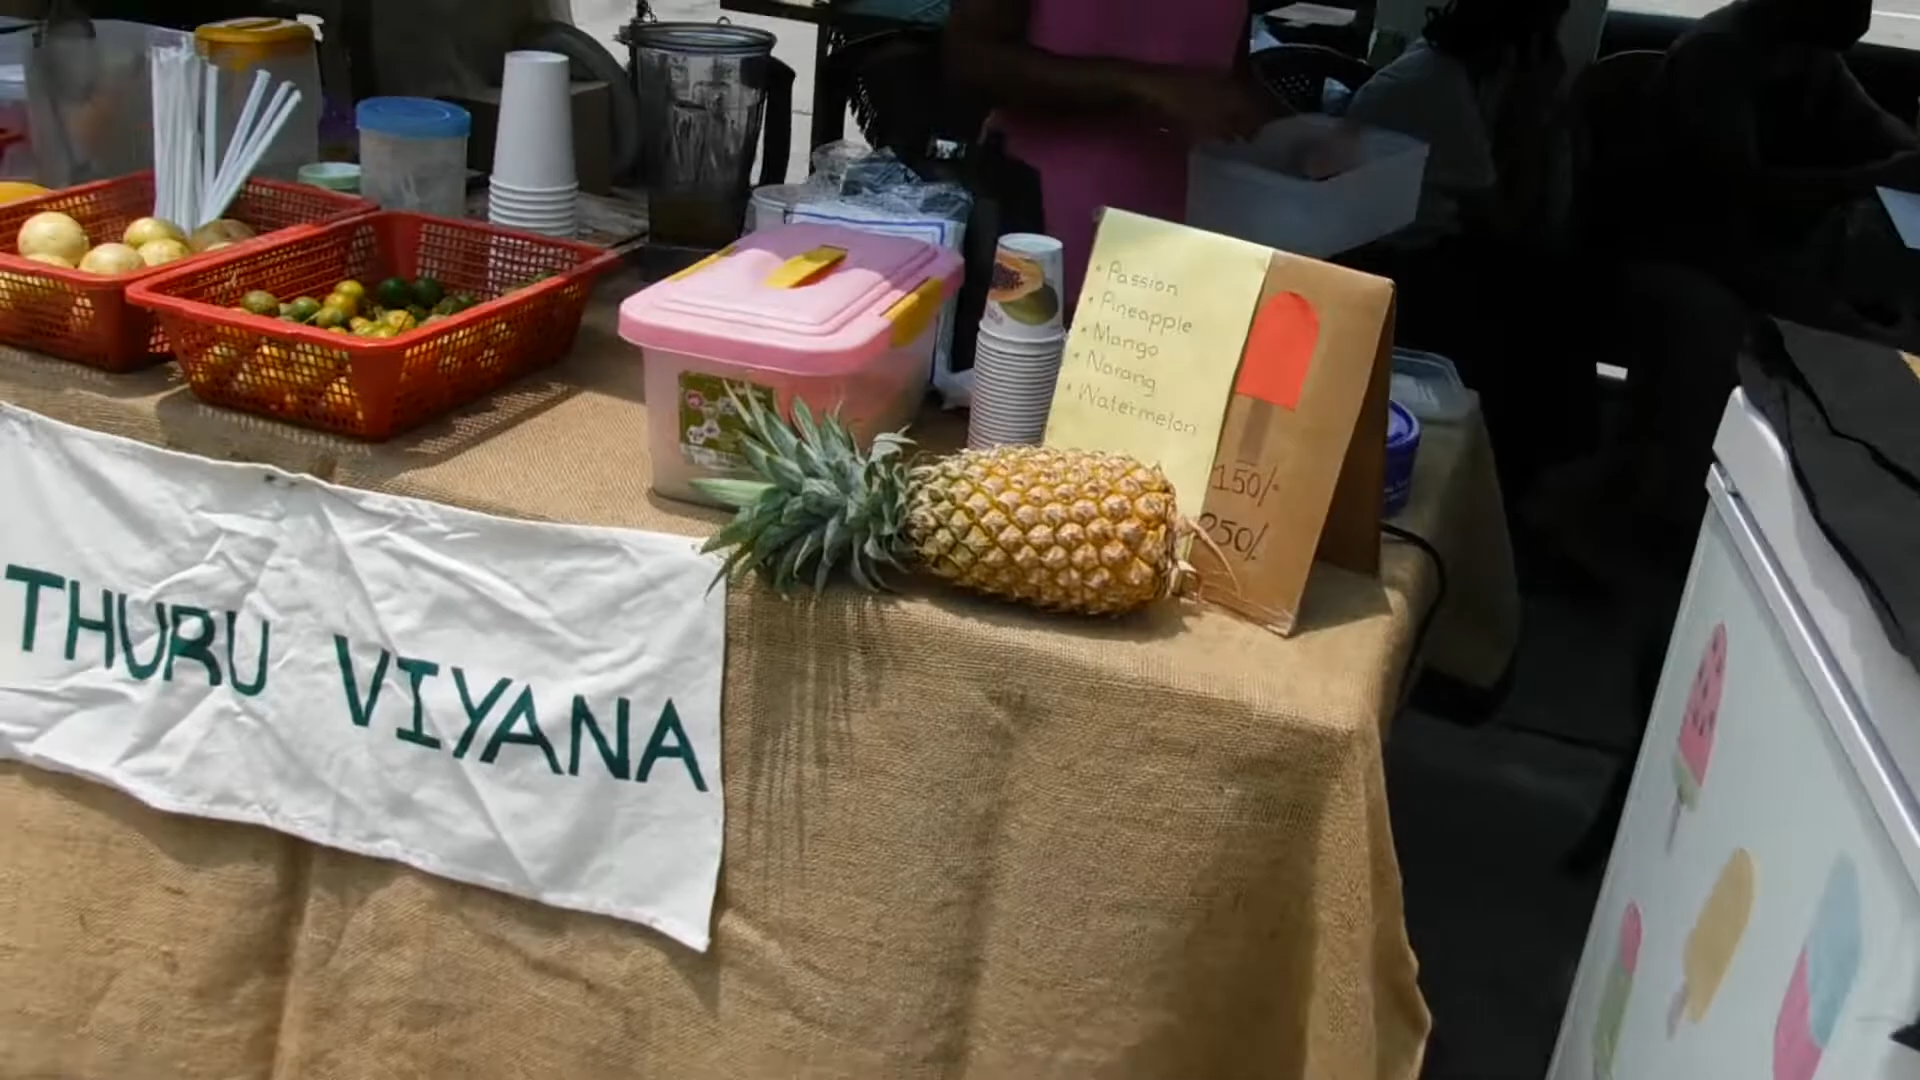 • Passion
• Pineapple
• Mango
• Narang
• Watermelon
150/-
250/-
THURU VIYANA